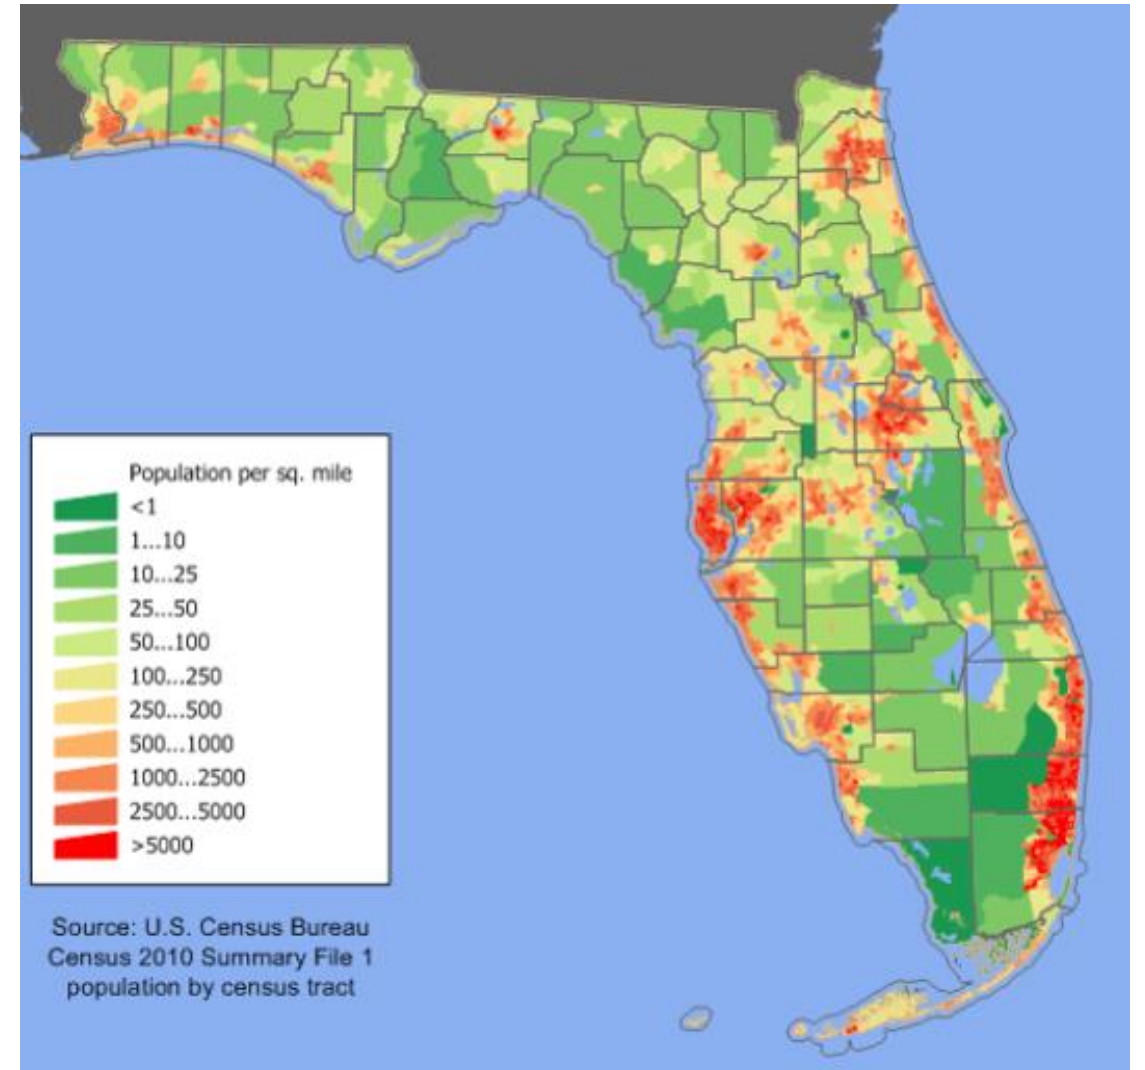 Population per sq. mile
<1
1...10
10...25
25...50
50...100
100...250
250...500
500...1000
1000...2500
2500...5000
>5000
Source: U.S. Census Bureau
Census 2010 Summary File 1
population by census tract